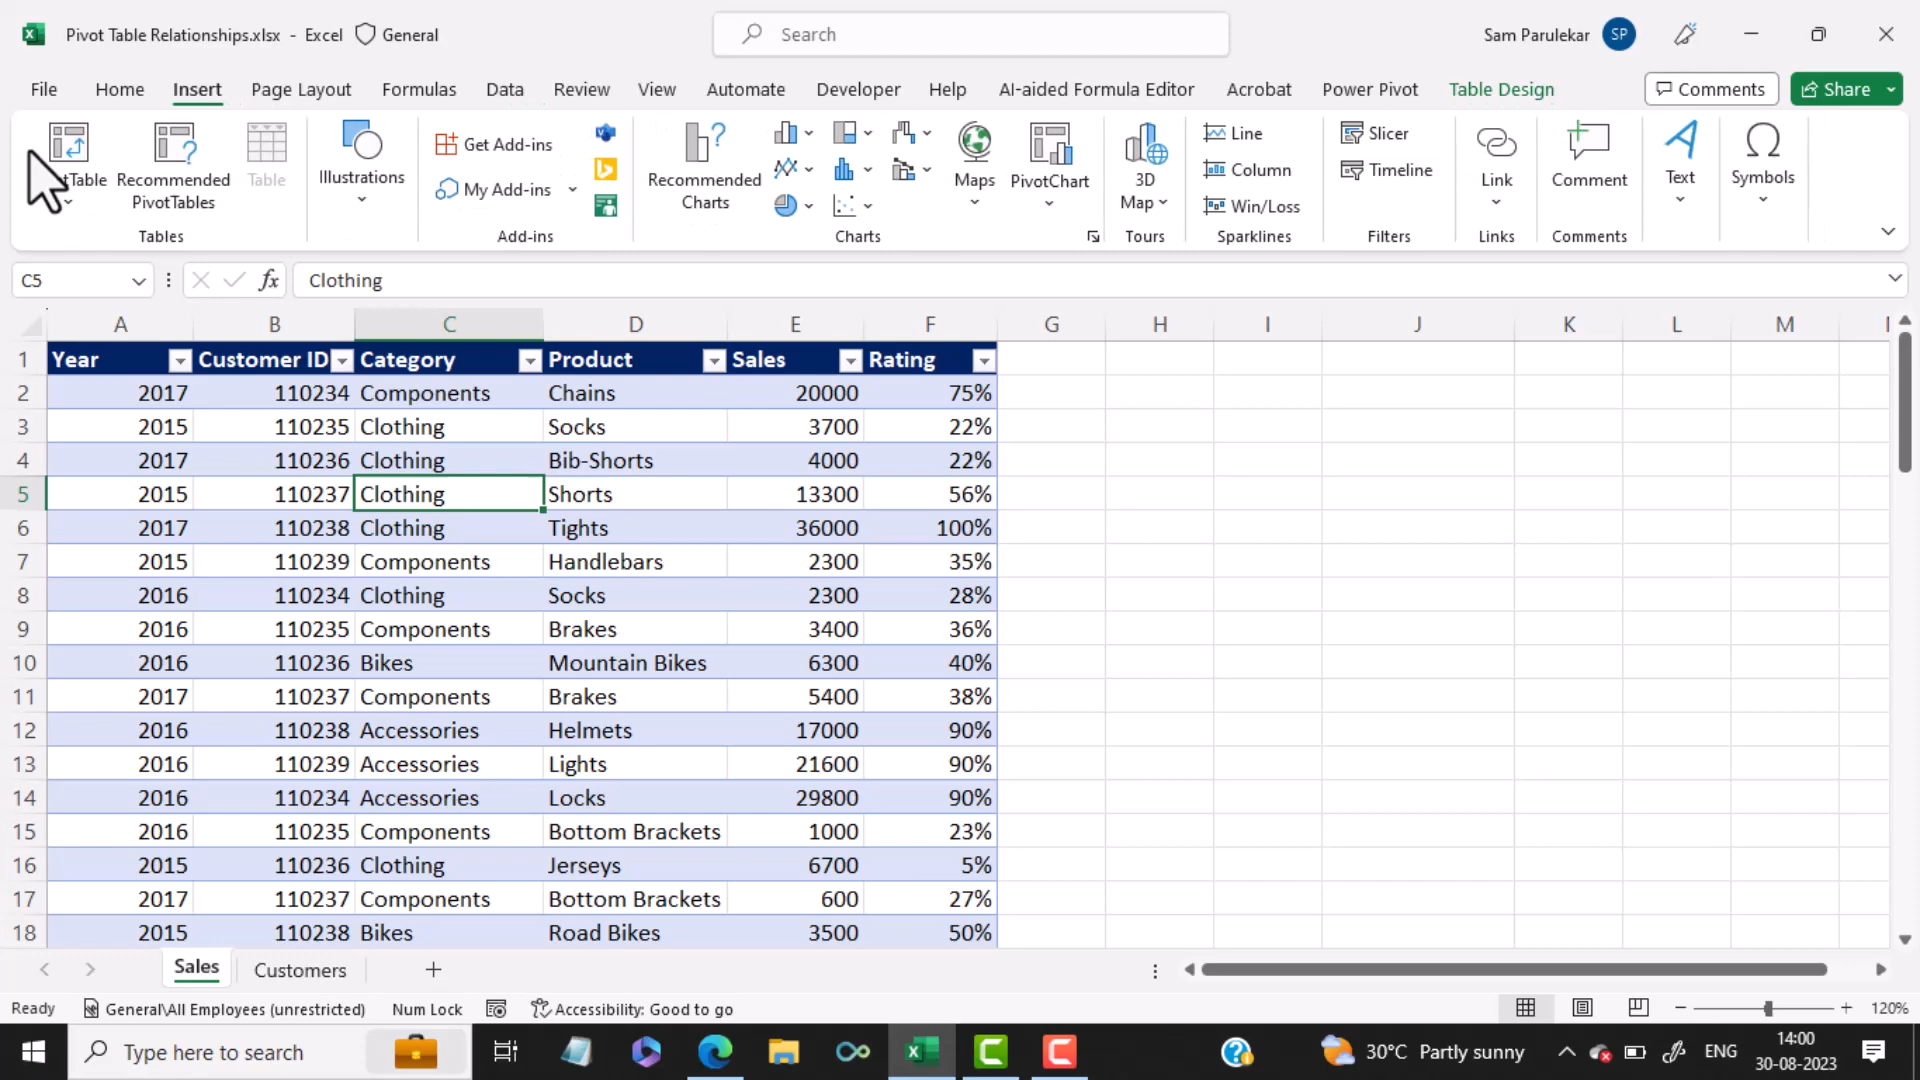 Pivot Table Relationships.xlsx - Excel General
Search
Sam Parulekar SP
File Home Insert Page Layout Formulas Data Review View Automate Developer Help AI-aided Formula Editor Acrobat Power Pivot Table Design Comments Share
Recommended PivotTables
Table
Tables
Illustrations
Get Add-ins
My Add-ins
Add-ins
Recommended Charts
Maps
PivotChart
Charts
3D Map
Tours
Line
Column
Win/Loss
Sparklines
Slicer
Timeline
Filters
Link
Links
Comment
Comments
Text
Symbols
C5 fx Clothing
A B C D E F G H I J K L M
1 Year Customer ID Category Product Sales Rating
2 2017 110234 Components Chains 20000 75%
3 2015 110235 Clothing Socks 3700 22%
4 2017 110236 Clothing Bib-Shorts 4000 22%
5 2015 110237 Clothing Shorts 13300 56%
6 2017 110238 Clothing Tights 36000 100%
7 2015 110239 Components Handlebars 2300 35%
8 2016 110234 Clothing Socks 2300 28%
9 2016 110235 Components Brakes 3400 36%
10 2016 110236 Bikes Mountain Bikes 6300 40%
11 2017 110237 Components Brakes 5400 38%
12 2016 110238 Accessories Helmets 17000 90%
13 2016 110239 Accessories Lights 21600 90%
14 2016 110234 Accessories Locks 29800 90%
15 2016 110235 Components Bottom Brackets 1000 23%
16 2015 110236 Clothing Jerseys 6700 5%
17 2017 110237 Components Bottom Brackets 600 27%
18 2015 110238 Bikes Road Bikes 3500 50%
Sales Customers
Ready General\All Employees (unrestricted) Num Lock Accessibility: Good to go 120%
Type here to search
30°C Partly sunny
ENG
14:00
30-08-2023